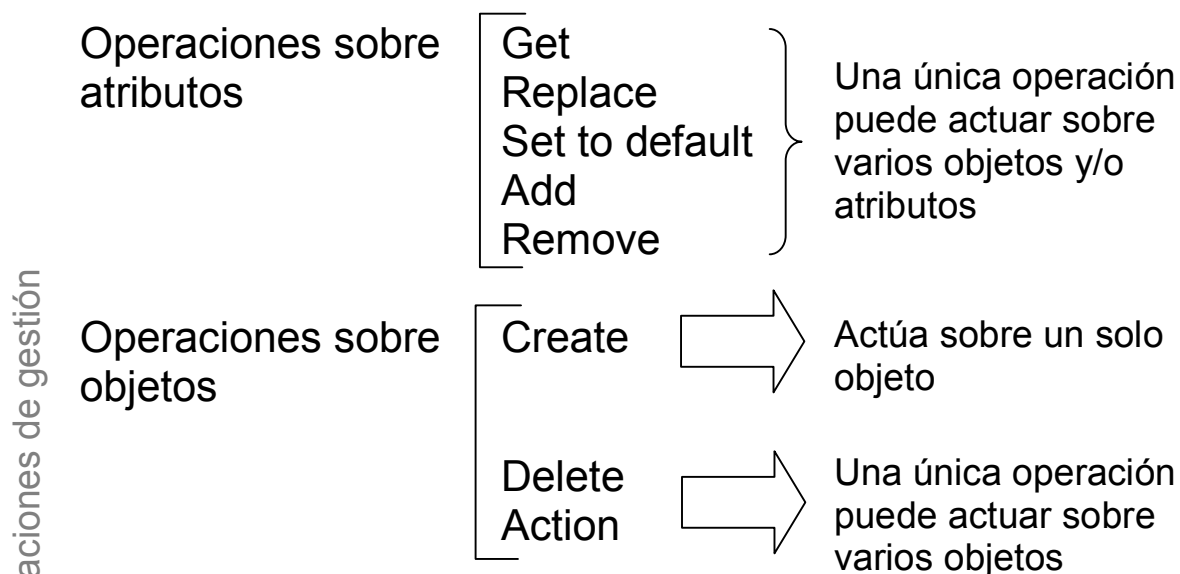 Operaciones sobre
atributos
Get
Replace
Set to default
Add
Remove
Una única operación
puede actuar sobre
varios objetos y/o
atributos
Operaciones sobre
objetos
Create
Actúa sobre un solo
objeto
Delete
Action
Una única operación
puede actuar sobre
varios objetos
de gestión